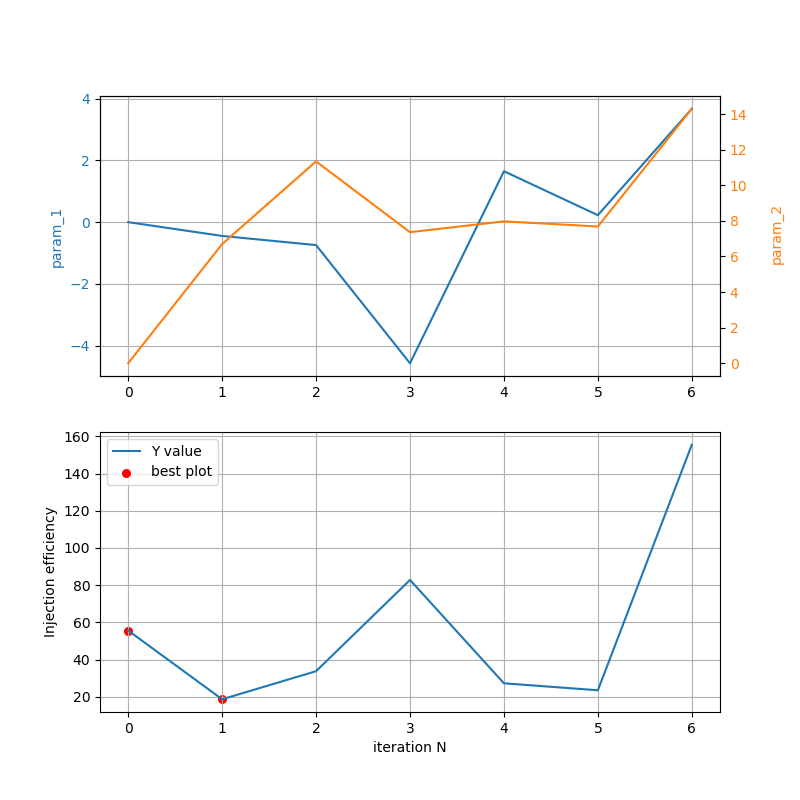 4
2
0
−2
−4
param_1
14
12
10
8
6
4
2
0
param_2
0 1 2 3 4 5 6
160
140
120
100
80
60
40
20
Injection efficiency
Y value
best plot
0 1 2 3 4 5 6
iteration N